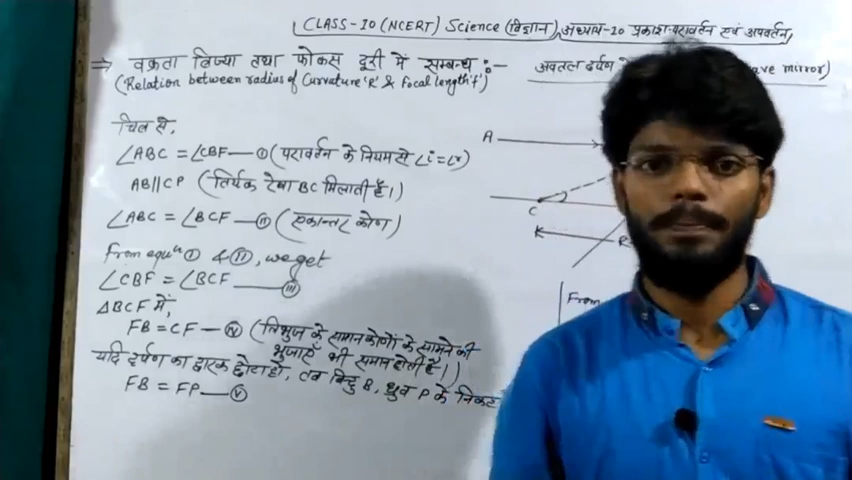 CLASS-10 (NCERT) Science (विज्ञान) अध्याय-10 प्रकाश-परावर्तन एवं अपवर्तन
⇒ वक्रता त्रिज्या तथा फोकस दूरी में सम्बन्ध :-
(Relation between radius of Curvature 'R' & Focal length 'f')
अवतल दर्पण mirror)
चित्र से,
∠ABC = ∠CBF — ① (परावर्तन के नियम से ∠i = ∠r)
AB || CP (तिर्यक रेखा BC मिलाती है।)
∠ABC = ∠BCF — ② (एकान्तर कोण)
From equⁿ ① & ②, we get
∠CBF = ∠BCF — ③
△BCF में,
FB = CF — ④ (त्रिभुज के समान कोणों के सामने की
भुजाएँ भी समान होती है।)
यदि दर्पण का द्वारक छोटा हो, तब बिंदु B, ध्रुव P के निकट
FB = FP — ⑤
A
C
R
From